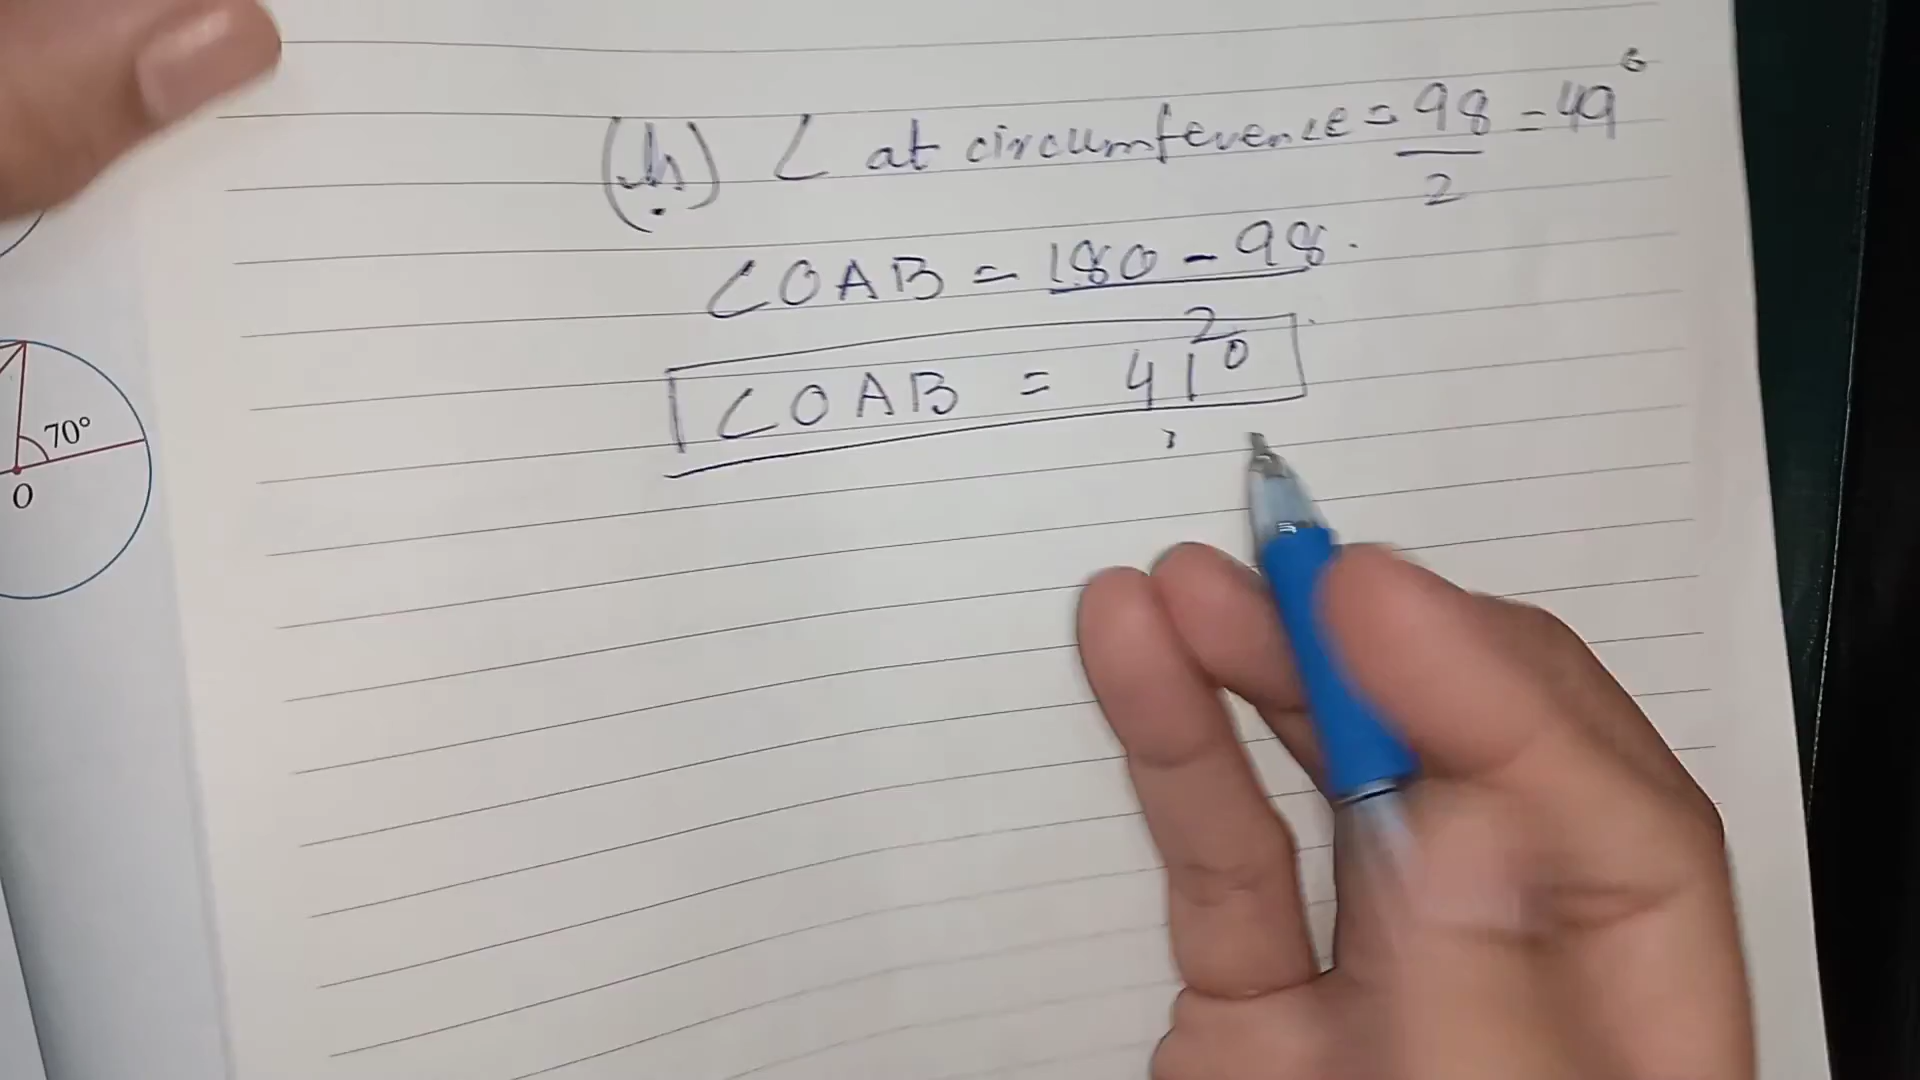 (h) ∠ at circumference = 98/2 = 49°
∠OAB = 180 - 98/2
∠OAB = 41°
70°
O